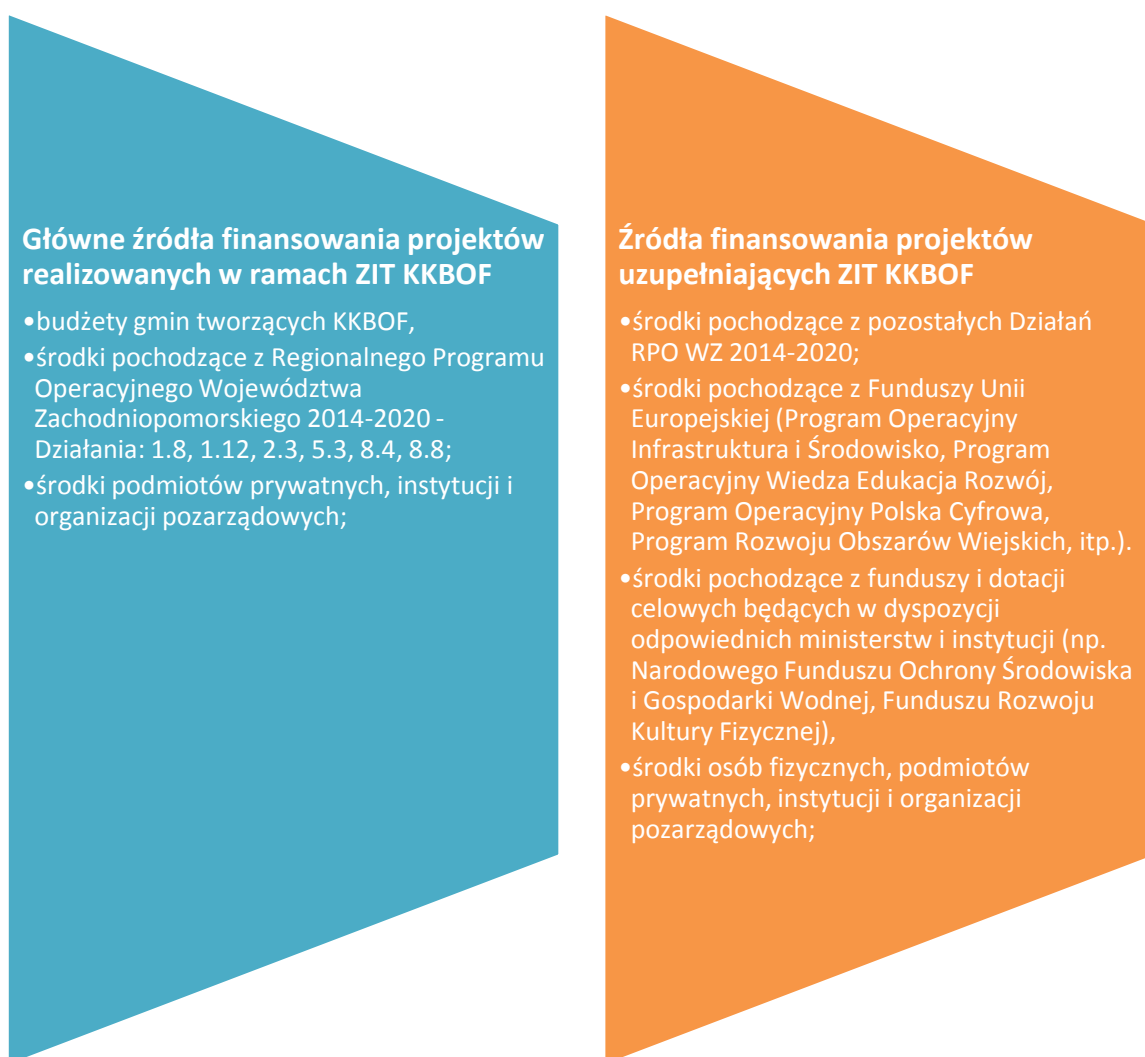 Główne źródła finansowania projektów
realizowanych w ramach ZIT KKBOF
•budżety gmin tworzących KKBOF,
•środki pochodzące z Regionalnego Programu
Operacyjnego Województwa
Zachodniopomorskiego 2014-2020 -
Działania: 1.8, 1.12, 2.3, 5.3, 8.4, 8.8;
•środki podmiotów prywatnych, instytucji i
organizacji pozarządowych;
Źródła finansowania projektów
uzupełniających ZIT KKBOF
•środki pochodzące z pozostałych Działań
RPO WZ 2014-2020;
•środki pochodzące z Funduszy Unii
Europejskiej (Program Operacyjny
Infrastruktura i Środowisko, Program
Operacyjny Wiedza Edukacja Rozwój,
Program Operacyjny Polska Cyfrowa,
Program Rozwoju Obszarów Wiejskich, itp.).
•środki pochodzące z funduszy i dotacji
celowych będących w dyspozycji
odpowiednich ministerstw i instytucji (np.
Narodowego Funduszu Ochrony Środowiska
i Gospodarki Wodnej, Funduszu Rozwoju
Kultury Fizycznej),
•środki osób fizycznych, podmiotów
prywatnych, instytucji i organizacji
pozarządowych;